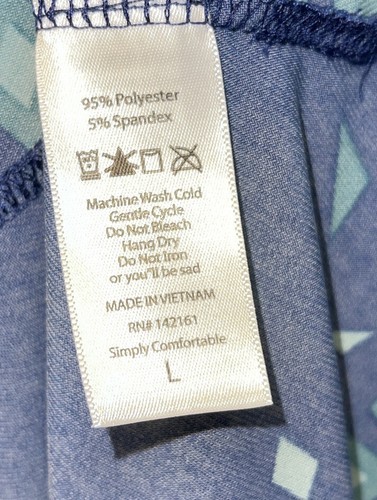 95% Polyester
5% Spandex
Machine Wash Cold
Gentle Cycle
Do Not Bleach
Hang Dry
Do Not Iron
or you"ll be sad
MADE IN VIETNAM
RN# 142161
Simply Comfortable
L